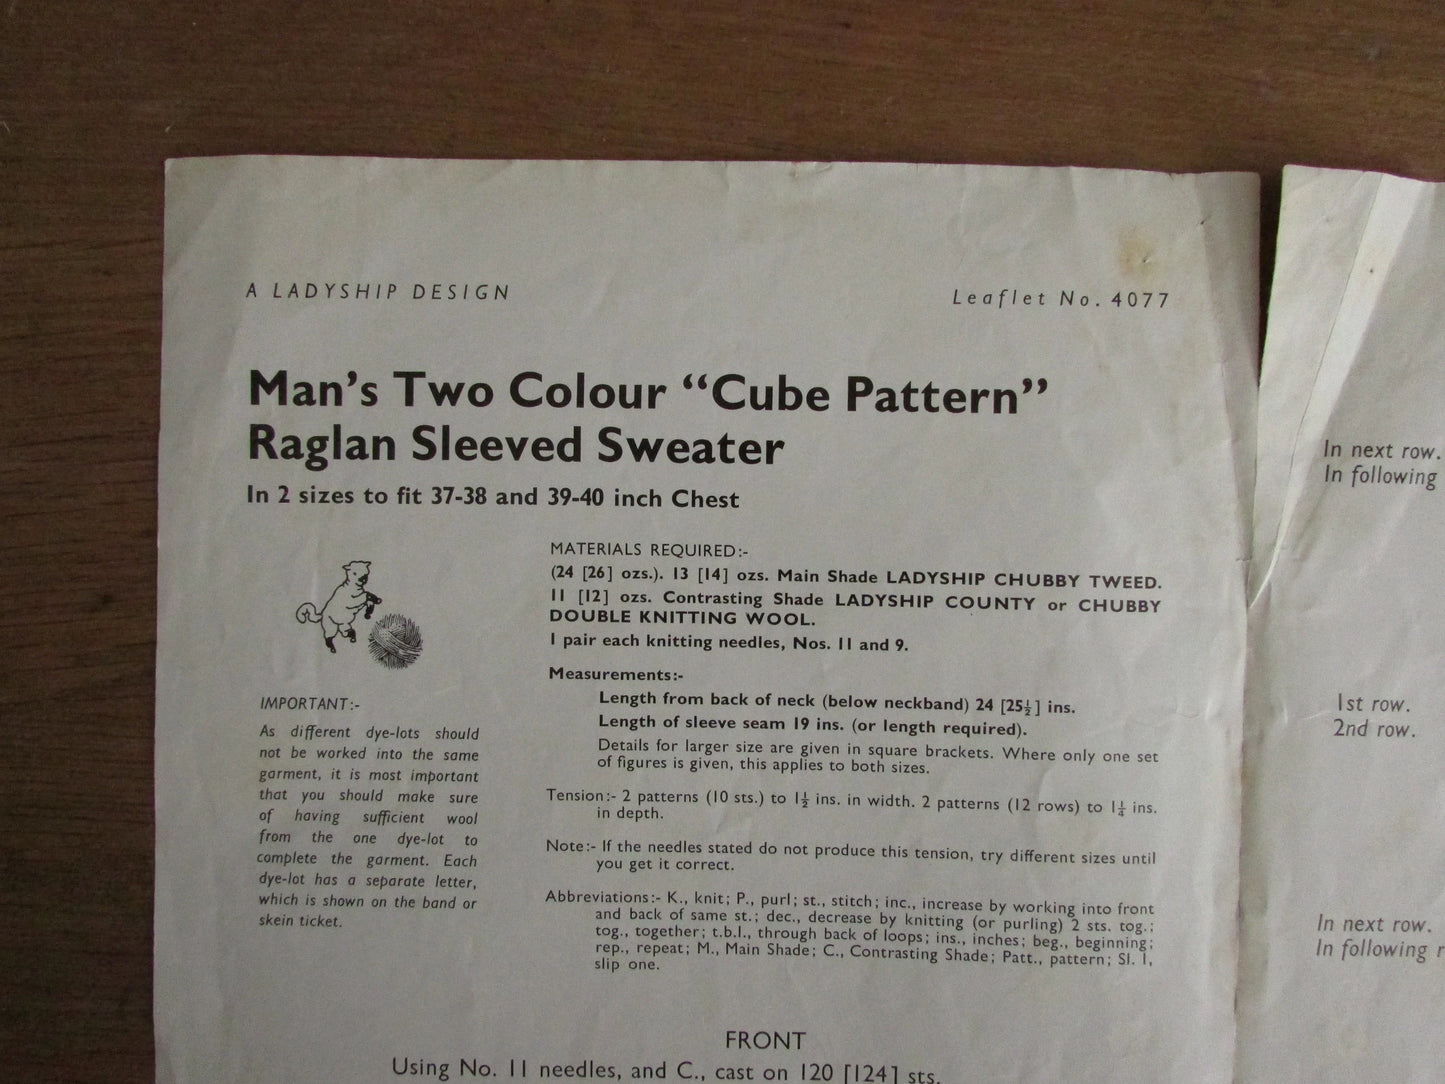 A LADYSHIP DESIGN
Leaflet No. 4077
Man's Two Colour “Cube Pattern”
Raglan Sleeved Sweater
In 2 sizes to fit 37-38 and 39-40 inch Chest
MATERIALS REQUIRED:-
(24 [26] ozs.). 13 [14] ozs. Main Shade LADYSHIP CHUBBY TWEED.
11 [12] ozs. Contrasting Shade LADYSHIP COUNTY or CHUBBY
DOUBLE KNITTING WOOL.
1 pair each knitting needles, Nos. 11 and 9.
Measurements:-
Length from back of neck (below neckband) 24 [25½] ins.
Length of sleeve seam 19 ins. (or length required).
Details for larger size are given in square brackets. Where only one set
of figures is given, this applies to both sizes.
Tension:- 2 patterns (10 sts.) to 1½ ins. in width. 2 patterns (12 rows) to 1¼ ins.
in depth.
Note:- If the needles stated do not produce this tension, try different sizes until
you get it correct.
Abbreviations:- K., knit; P., purl; st., stitch; inc., increase by working into front
and back of same st.; dec., decrease by knitting (or purling) 2 sts. tog.;
tog., together; t.b.l., through back of loops; ins., inches; beg., beginning;
rep., repeat; M., Main Shade; C., Contrasting Shade; Patt., pattern; Sl. 1,
slip one.
IMPORTANT:-
As different dye-lots should
not be worked into the same
garment, it is most important
that you should make sure
of having sufficient wool
from the one dye-lot to
complete the garment. Each
dye-lot has a separate letter,
which is shown on the band or
skein ticket.
FRONT
Using No. 11 needles, and C., cast on 120 [124] sts.
In next row.
In following
1st row.
2nd row.
In next row.
In following